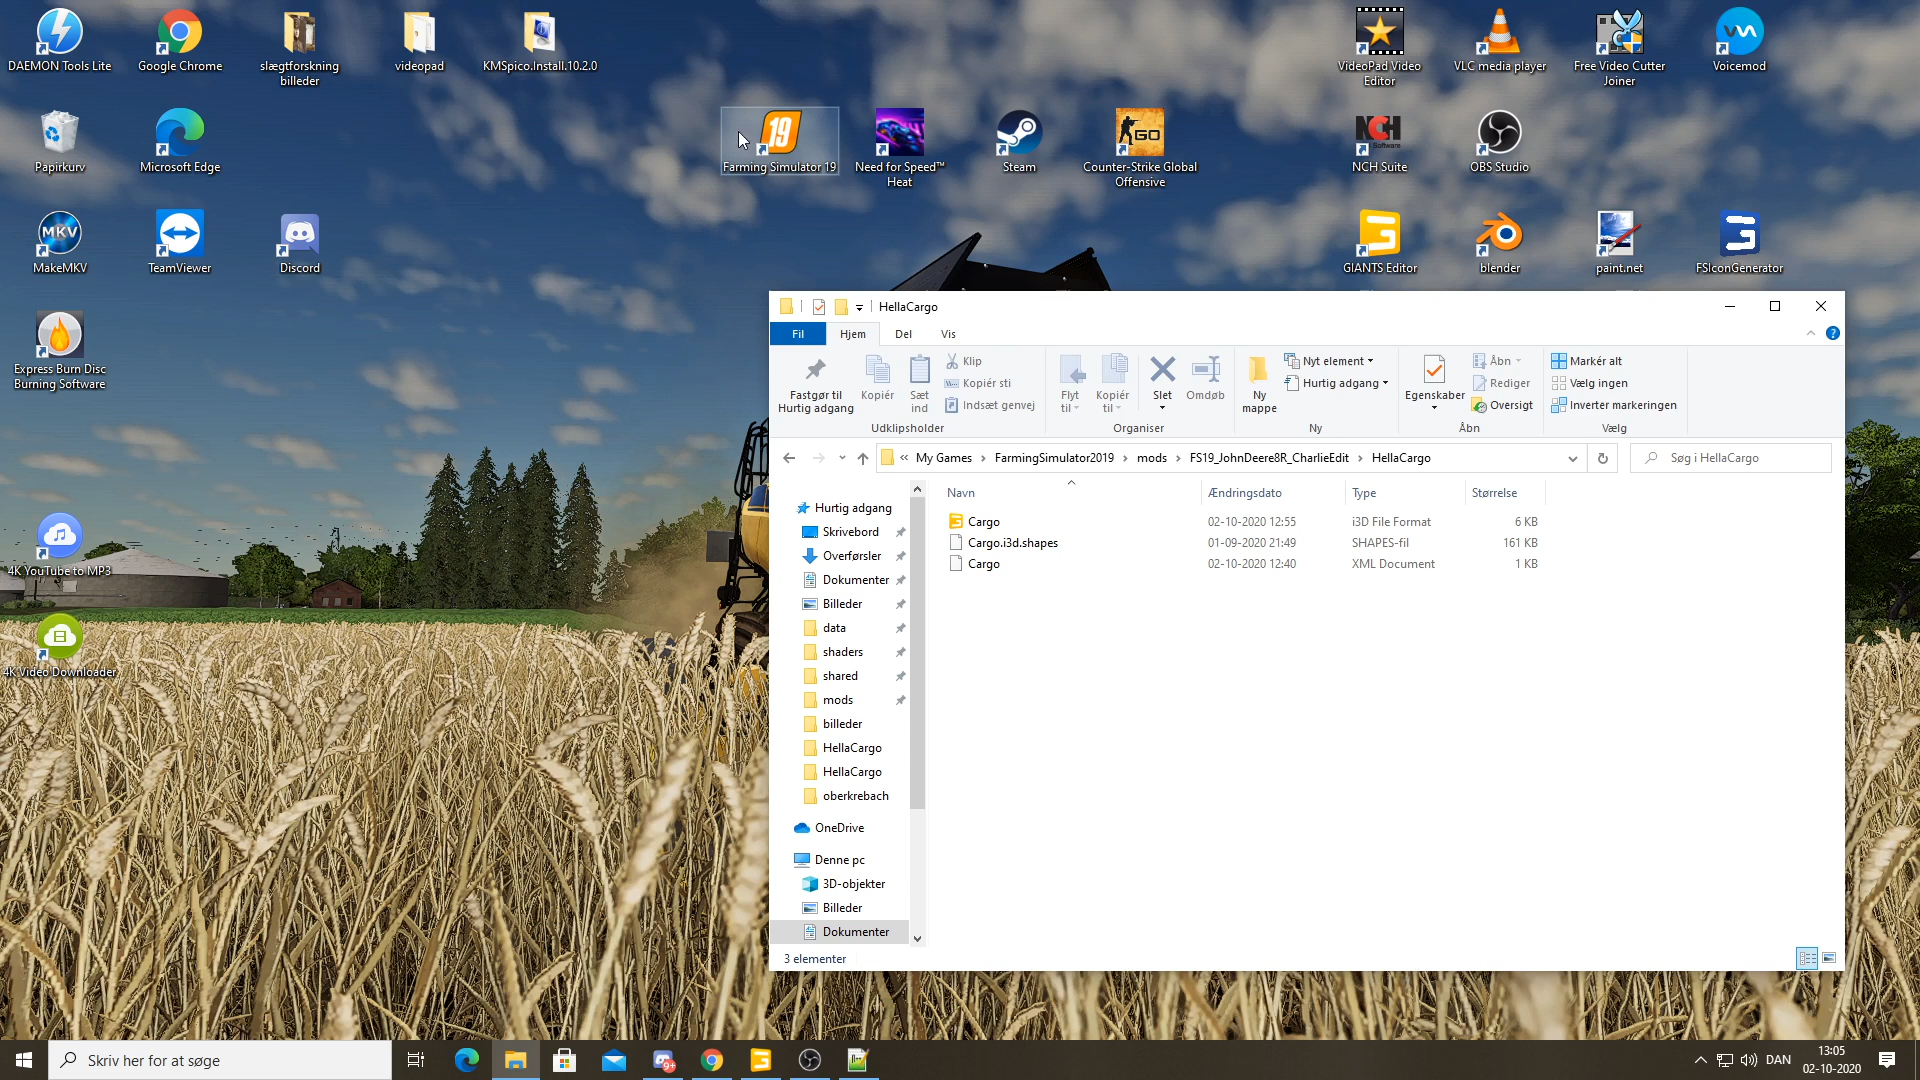 DAEMON Tools Lite
Google Chrome
slægtforskning
billeder
videopad
KMSpico.Install.10.2.0
VideoPad Video
Editor
VLC media player
Free Video Cutter
Joiner
Voicemod
Papirkurv
Microsoft Edge
19
Farming Simulator 19
Need for Speed™
Heat
Steam
GO
Counter-Strike Global
Offensive
NCH
Software
NCH Suite
OBS Studio
MKV
MakeMKV
TeamViewer
Discord
GIANTS Editor
blender
paint.net
FSIconGenerator
Express Burn Disc
Burning Software
4K YouTube to MP3
4K Video Downloader
HellaCargo
Fil
Hjem
Del
Vis
Fastgør til
Hurtig adgang
Kopiér
Sæt
ind
Klip
Kopiér sti
Indsæt genvej
Udklipsholder
Flyt
til
Kopiér
til
Slet
Omdøb
Organiser
Ny
mappe
Nyt element
Hurtig adgang
Ny
Egenskaber
Åbn
Rediger
Oversigt
Åbn
Markér alt
Vælg ingen
Inverter markeringen
Vælg
« My Games › FarmingSimulator2019 › mods › FS19_JohnDeere8R_CharlieEdit › HellaCargo
Søg i HellaCargo
Navn
Ændringsdato
Type
Størrelse
Cargo 02-10-2020 12:55 i3D File Format 6 KB
Cargo.i3d.shapes 01-09-2020 21:49 SHAPES-fil 161 KB
Cargo 02-10-2020 12:40 XML Document 1 KB
Hurtig adgang
Skrivebord
Overførsler
Dokumenter
Billeder
data
shaders
shared
mods
billeder
HellaCargo
HellaCargo
oberkrebach
OneDrive
Denne pc
3D-objekter
Billeder
Dokumenter
3 elementer
Skriv her for at søge
9+
DAN
13:05
02-10-2020